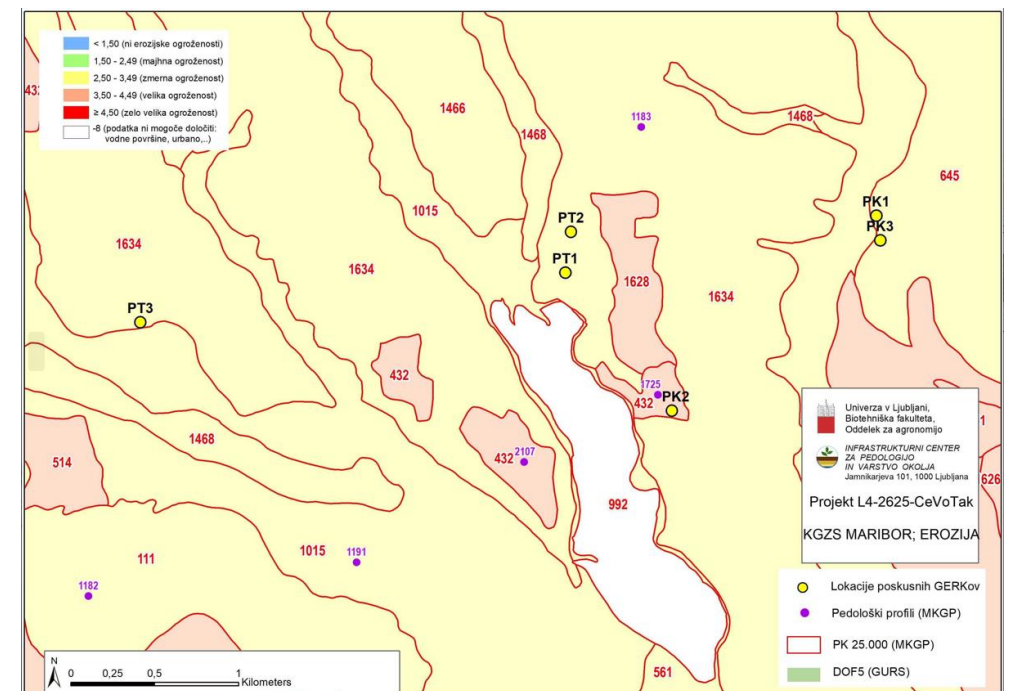 < 1,50 (ni erozijske ogroženosti)
1,50 - 2,49 (majhna ogroženost)
2,50 - 3,49 (zmerna ogroženost)
3,50 - 4,49 (velika ogroženost)
≥ 4,50 (zelo velika ogroženost)
-8 (podatka ni mogoče določiti:
vodne površine, urbano,..)
432
1466
1468
1183
1468
645
1015
PK1
PT2
PK3
1634
1634
PT1
1628
1634
PT3
432
1725
432
PK2
1468
514
432
2107
992
626
111
1015
1191
1182
561
Univerza v Ljubljani,
Biotehniška fakulteta,
Oddelek za agronomijo
INFRASTRUKTURNI CENTER
ZA PEDOLOGIJO
IN VARSTVO OKOLJA
Jamnikarjeva 101, 1000 Ljubljana
Projekt L4-2625-CeVoTak
KGZS MARIBOR; EROZIJA
Lokacije poskusnih GERKov
Pedološki profili (MKGP)
PK 25.000 (MKGP)
DOF5 (GURS)
N
0 0,25 0,5 1
Kilometers